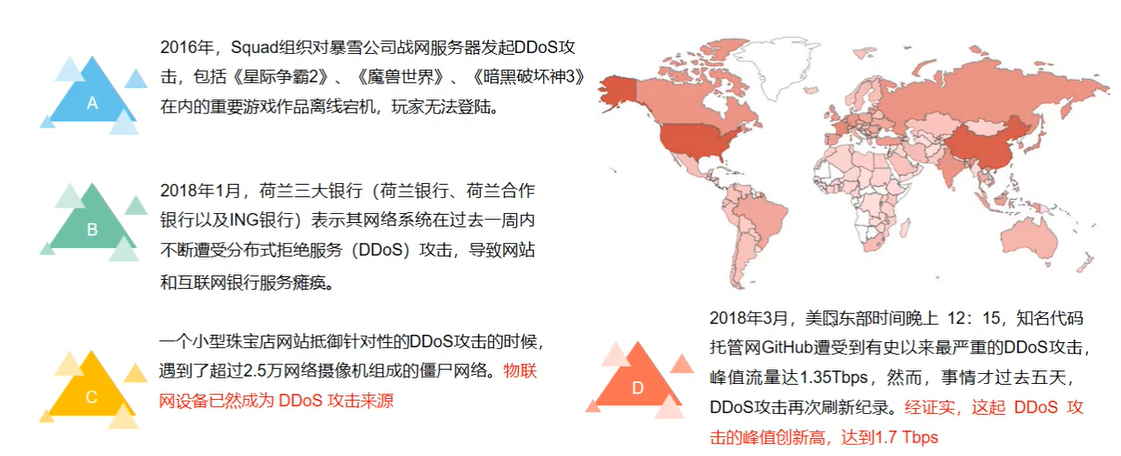 A
2016年，Squad组织对暴雪公司战网服务器发起DDoS攻
击，包括《星际争霸2》、《魔兽世界》、《暗黑破坏神3》
在内的重要游戏作品离线宕机，玩家无法登陆。
B
2018年1月，荷兰三大银行（荷兰银行、荷兰合作
银行以及ING银行）表示其网络系统在过去一周内
不断遭受分布式拒绝服务（DDoS）攻击，导致网站
和互联网银行服务瘫痪。
C
一个小型珠宝店网站抵御针对性的DDoS攻击的时候，
遇到了超过2.5万网络摄像机组成的僵尸网络。物联
网设备已然成为 DDoS 攻击来源
D
2018年3月，美国东部时间晚上 12：15，知名代码
托管网GitHub遭受到有史以来最严重的DDoS攻击，
峰值流量达1.35Tbps，然而，事情才过去五天，
DDoS攻击再次刷新纪录。经证实，这起 DDoS 攻
击的峰值创新高，达到1.7 Tbps